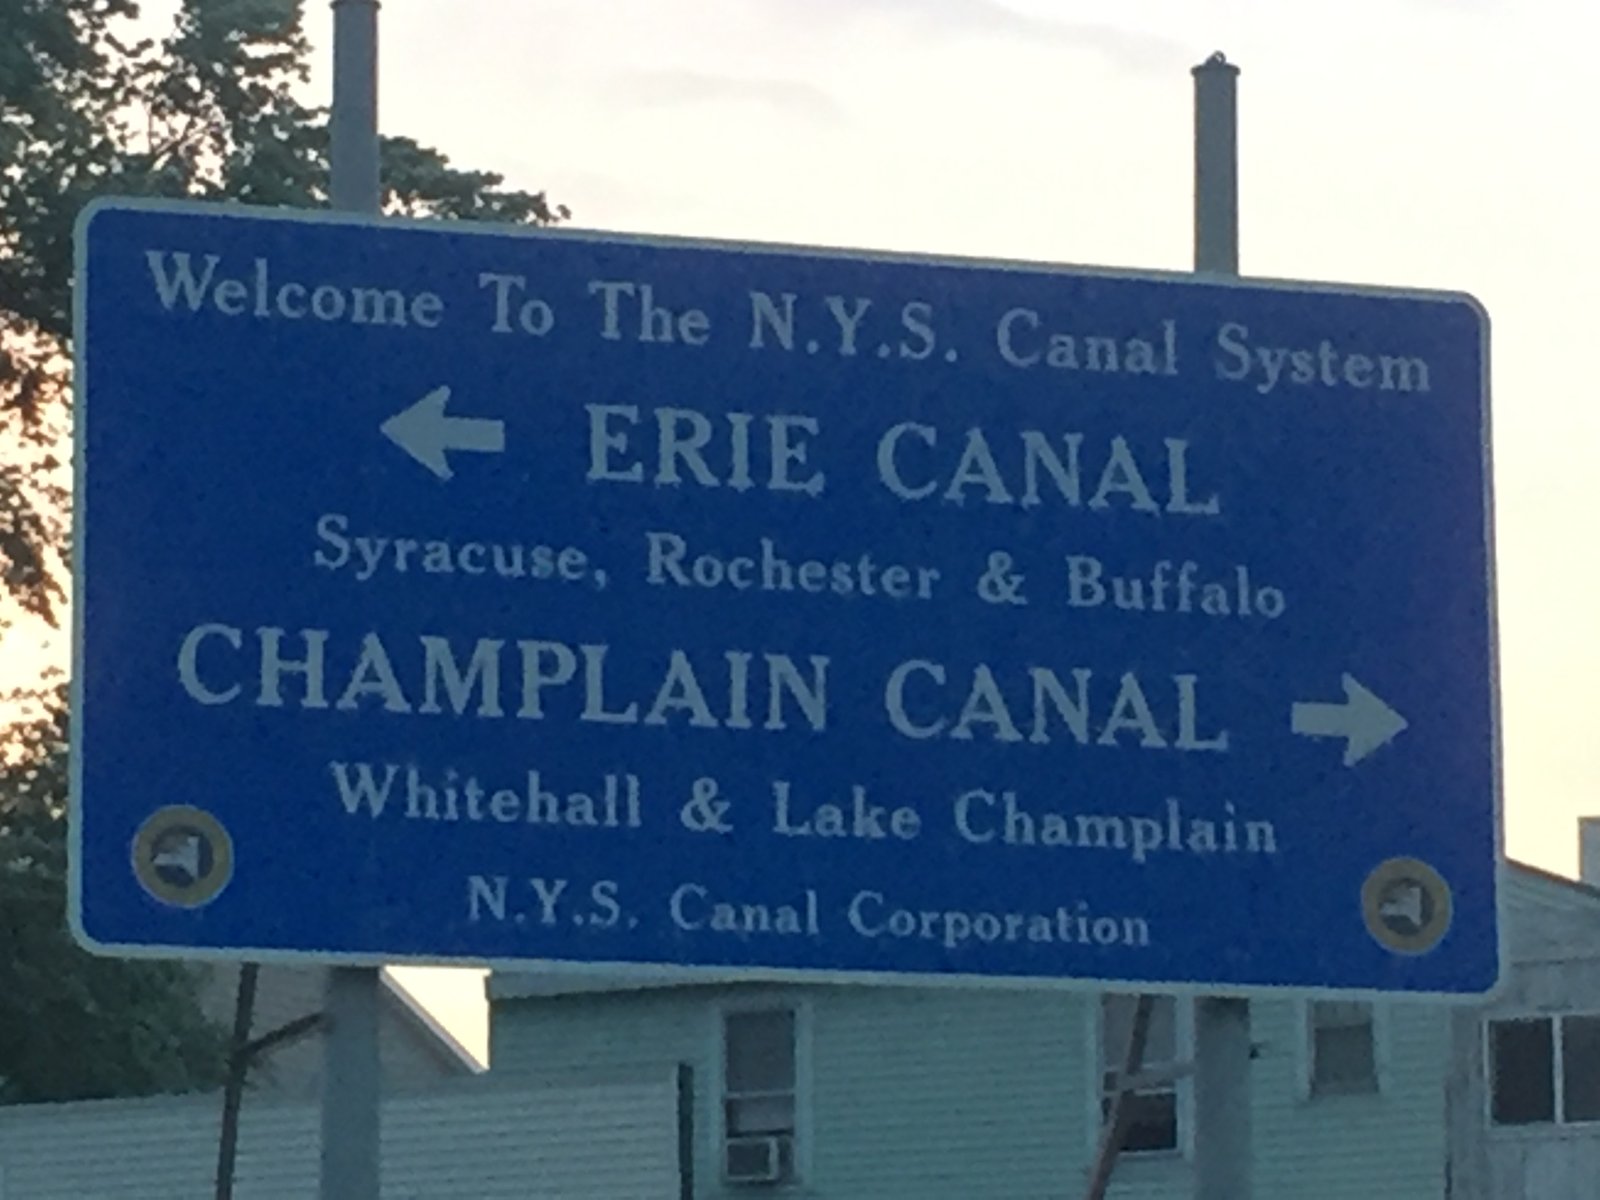 Welcome To The N.Y.S. Canal System
ERIE CANAL
Syracuse, Rochester & Buffalo
CHAMPLAIN CANAL
Whitehall & Lake Champlain
N.Y.S. Canal Corporation